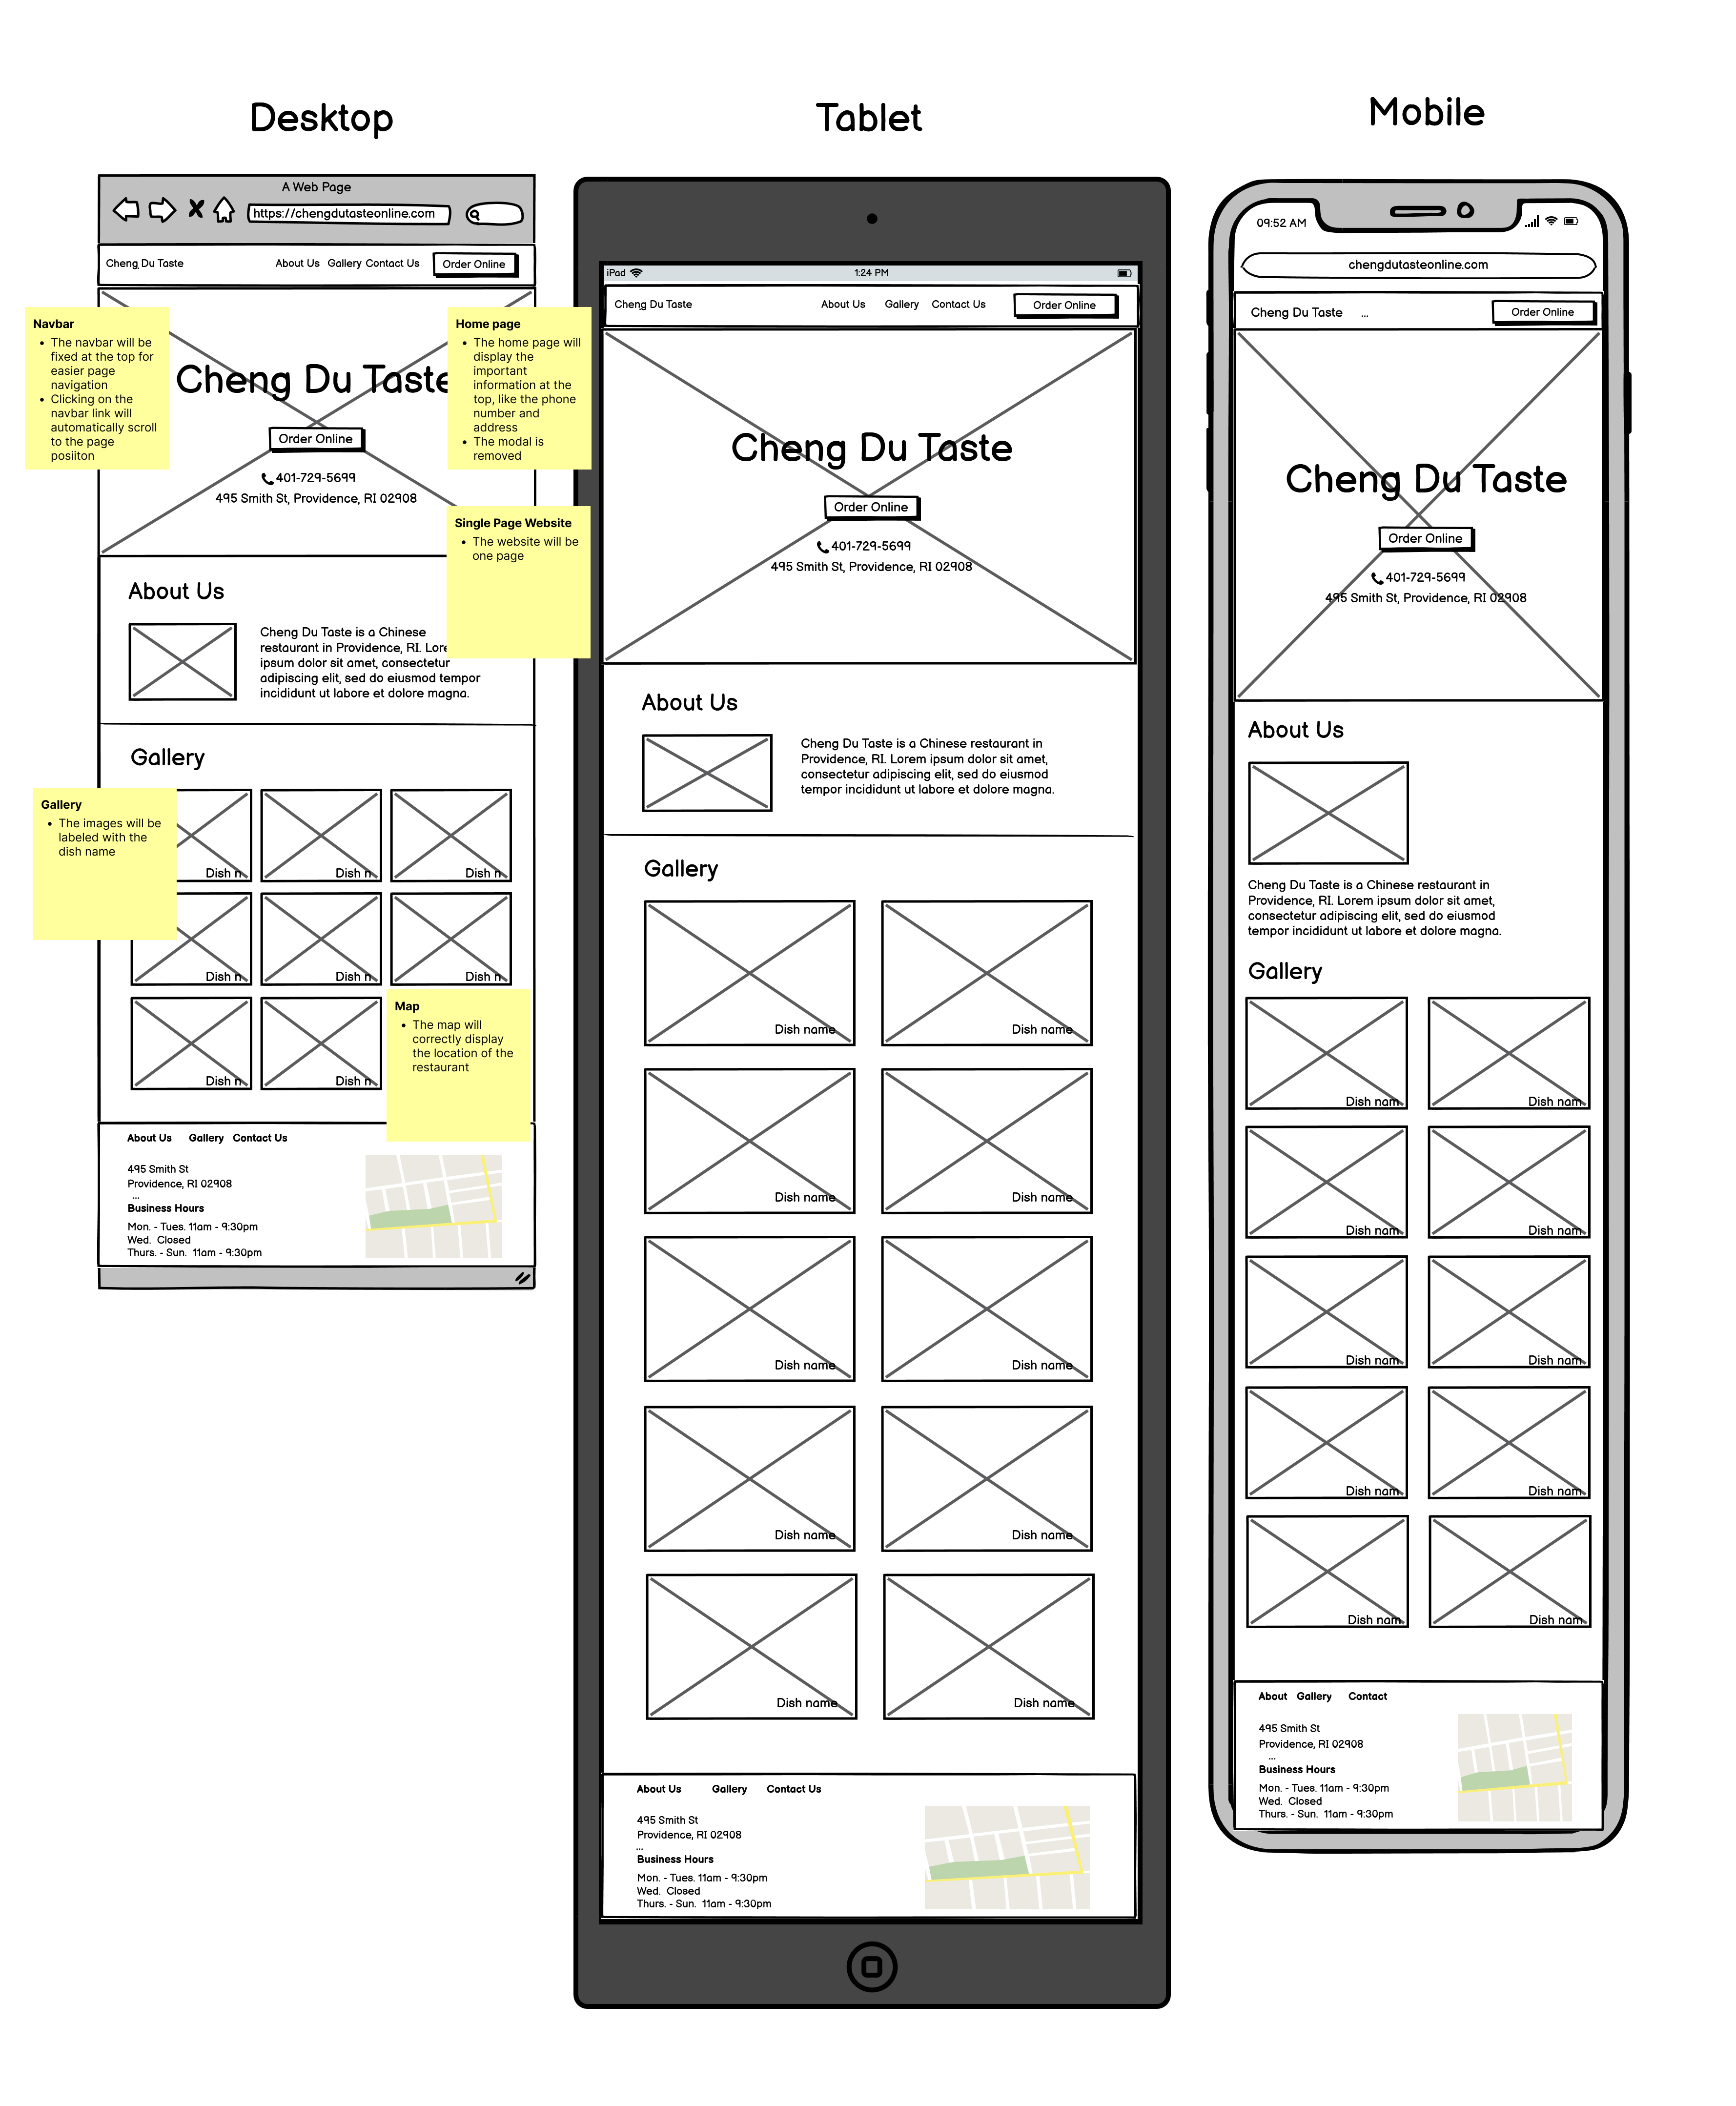 Desktop
A Web Page
https://chengdutasteonline.com
Cheng Du Taste About Us Gallery Contact Us Order Online
Navbar
• The navbar will be
fixed at the top for
easier page
navigation
• Clicking on the
navbar link will
automatically scroll
to the page
posiiton
Home page
• The home page will
display the
important
information at the
top, like the phone
number and
address
• The modal is
removed
Cheng Du Taste
Order Online
401-729-5699
495 Smith St, Providence, RI 02908
Single Page Website
• The website will be
one page
About Us
Cheng Du Taste is a Chinese
restaurant in Providence, RI. Lore
ipsum dolor sit amet, consectetur
adipiscing elit, sed do eiusmod tempor
incididunt ut labore et dolore magna.
Gallery
Gallery
• The images will be
labeled with the
dish name
Dish n Dish n Dish n
Dish n Dish n Dish n
Dish n Dish n
Map
• The map will
correctly display
the location of the
restaurant
About Us Gallery Contact Us
495 Smith St
Providence, RI 02908
...
Business Hours
Mon. - Tues. 11am - 9:30pm
Wed. Closed
Thurs. - Sun. 11am - 9:30pm
Tablet
iPad 1:24 PM
Cheng Du Taste About Us Gallery Contact Us Order Online
Cheng Du Taste
Order Online
401-729-5699
495 Smith St, Providence, RI 02908
About Us
Cheng Du Taste is a Chinese restaurant in
Providence, RI. Lorem ipsum dolor sit amet,
consectetur adipiscing elit, sed do eiusmod
tempor incididunt ut labore et dolore magna.
Gallery
Dish name Dish name
Dish name Dish name
Dish name Dish name
Dish name Dish name
Dish name Dish name
About Us Gallery Contact Us
495 Smith St
Providence, RI 02908
...
Business Hours
Mon. - Tues. 11am - 9:30pm
Wed. Closed
Thurs. - Sun. 11am - 9:30pm
Mobile
09:52 AM
chengdutasteonline.com
Cheng Du Taste ... Order Online
Cheng Du Taste
Order Online
401-729-5699
495 Smith St, Providence, RI 02908
About Us
Cheng Du Taste is a Chinese restaurant in
Providence, RI. Lorem ipsum dolor sit amet,
consectetur adipiscing elit, sed do eiusmod
tempor incididunt ut labore et dolore magna.
Gallery
Dish nam Dish nam
Dish nam Dish nam
Dish nam Dish nam
Dish nam Dish nam
Dish nam Dish nam
About Gallery Contact
495 Smith St
Providence, RI 02908
...
Business Hours
Mon. - Tues. 11am - 9:30pm
Wed. Closed
Thurs. - Sun. 11am - 9:30pm